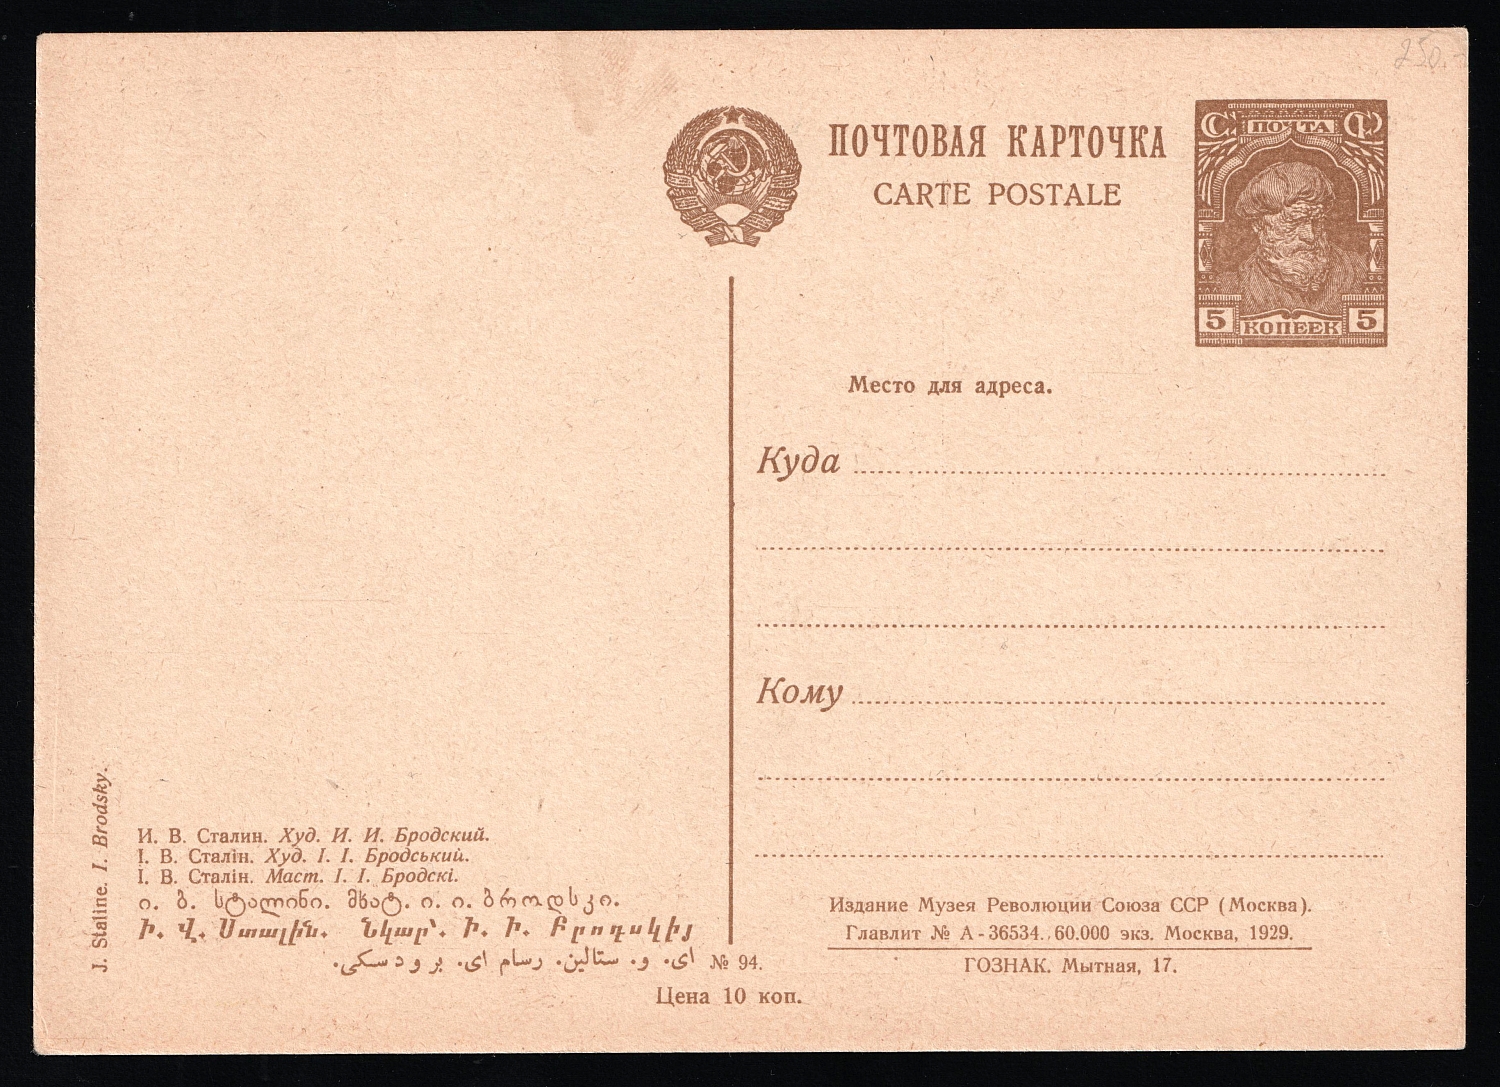 250.-
ПОЧТОВАЯ КАРТОЧКА
CARTE POSTALE
ПОЧТА
5 КОПЕЕК 5
Место для адреса.
Куда
Кому
J. Staline. I. Brodsky.
И. В. Сталин. Худ. И. И. Бродский.
І. В. Сталін. Худ. І. І. Бродський.
І. В. Сталін. Маст. І. І. Бродскі.
ი. ბ. სტალინი. მხატ. ი. ი. ბროდსკი.
Ի. Վ. Ստալին. Նկար՝ Ի. Ի. Բրոդսկիյ
ای. و. ستالین. رسام ای. برودسکی.
№ 94.
Цена 10 коп.
Издание Музея Революции Союза ССР (Москва).
Главлит № А-36534. 60.000 экз. Москва, 1929.
ГОЗНАК. Мытная, 17.